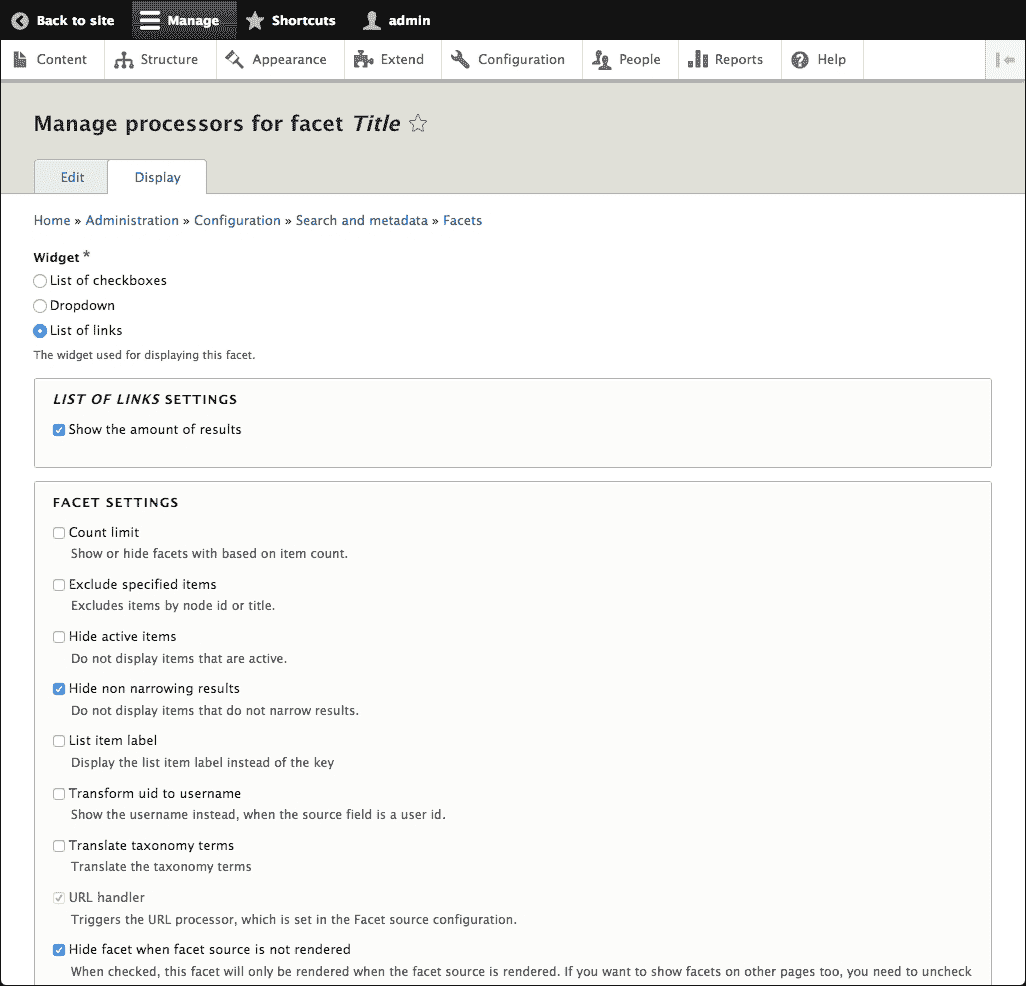 Back to site Manage Shortcuts admin
Content Structure Appearance Extend Configuration People Reports Help
Manage processors for facet Title
Edit Display
Home » Administration » Configuration » Search and metadata » Facets
Widget *
List of checkboxes
Dropdown
List of links
The widget used for displaying this facet.
LIST OF LINKS SETTINGS
Show the amount of results
FACET SETTINGS
Count limit
Show or hide facets with based on item count.
Exclude specified items
Excludes items by node id or title.
Hide active items
Do not display items that are active.
Hide non narrowing results
Do not display items that do not narrow results.
List item label
Display the list item label instead of the key
Transform uid to username
Show the username instead, when the source field is a user id.
Translate taxonomy terms
Translate the taxonomy terms
URL handler
Triggers the URL processor, which is set in the Facet source configuration.
Hide facet when facet source is not rendered
When checked, this facet will only be rendered when the facet source is rendered. If you want to show facets on other pages too, you need to uncheck